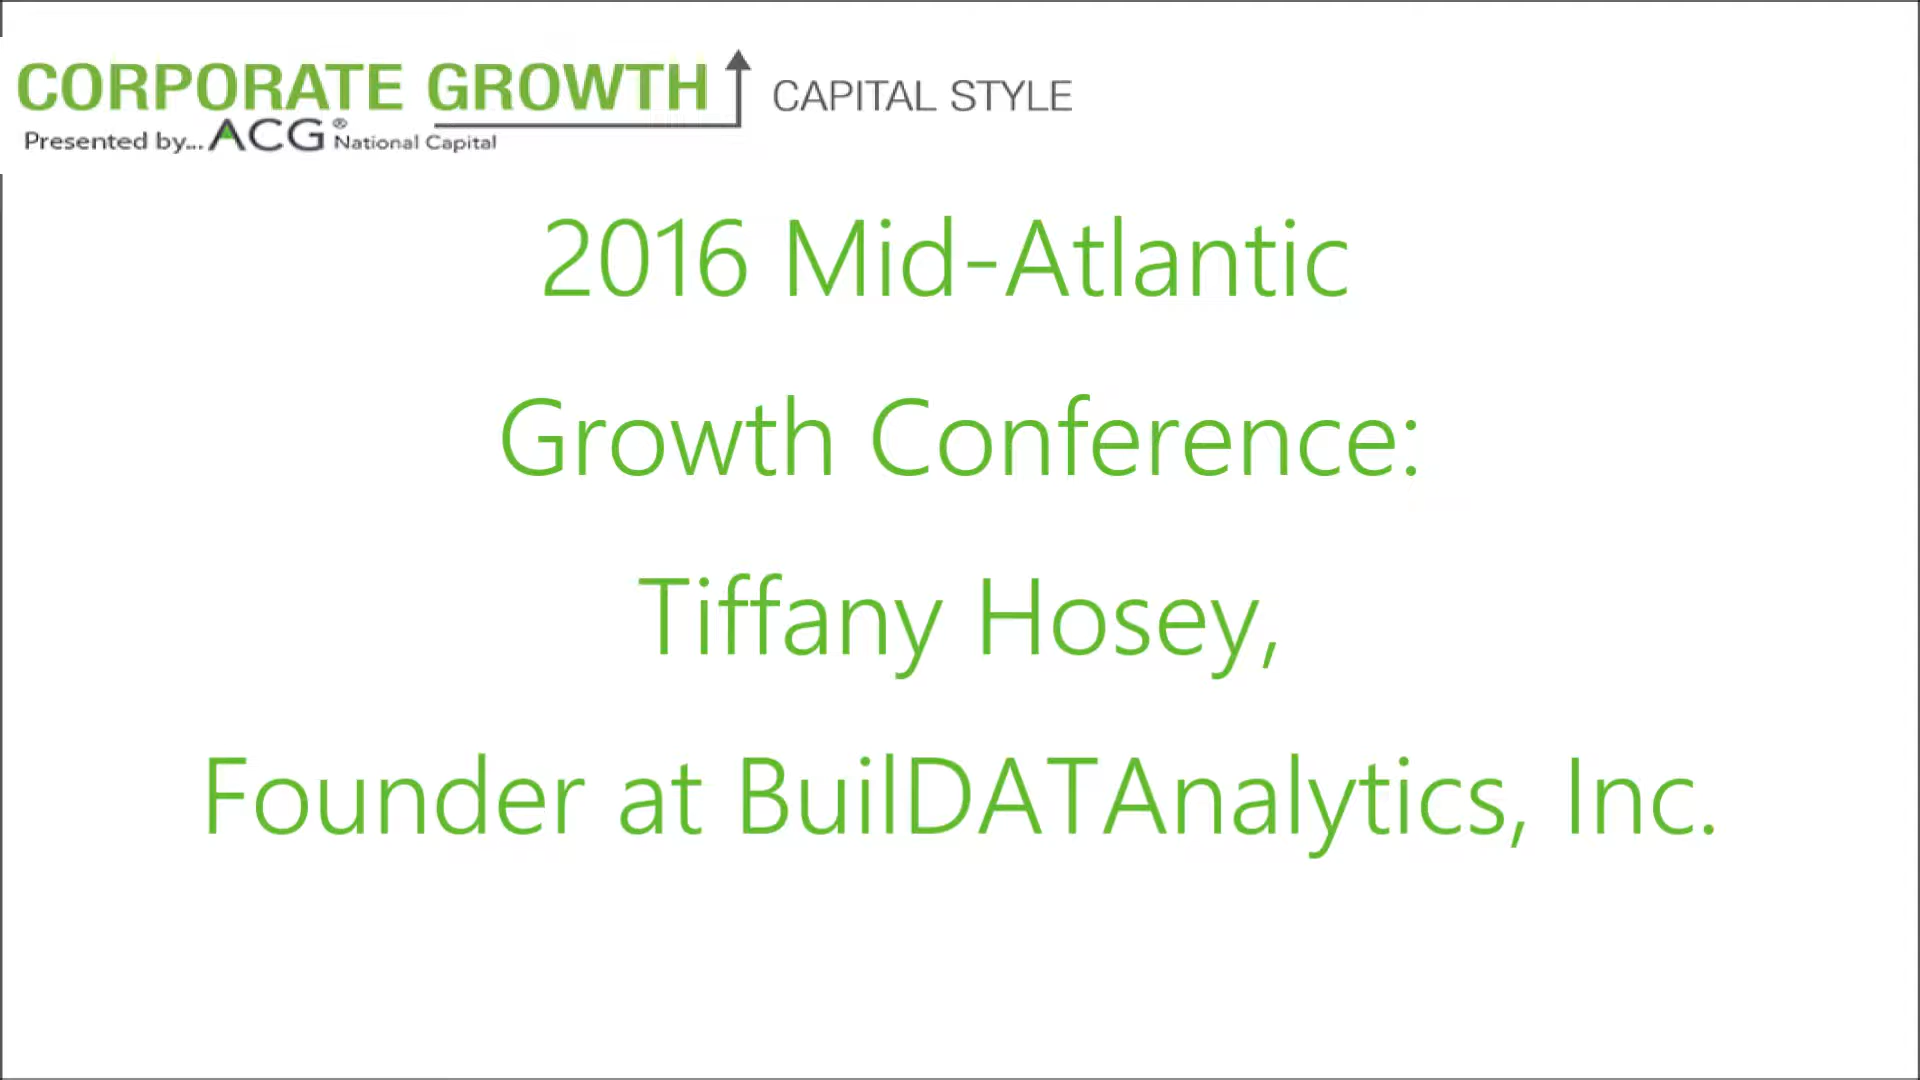 CORPORATE GROWTH CAPITAL STYLE
Presented by... ACG® National Capital
2016 Mid-Atlantic
Growth Conference:
Tiffany Hosey,
Founder at BuilDATAnalytics, Inc.